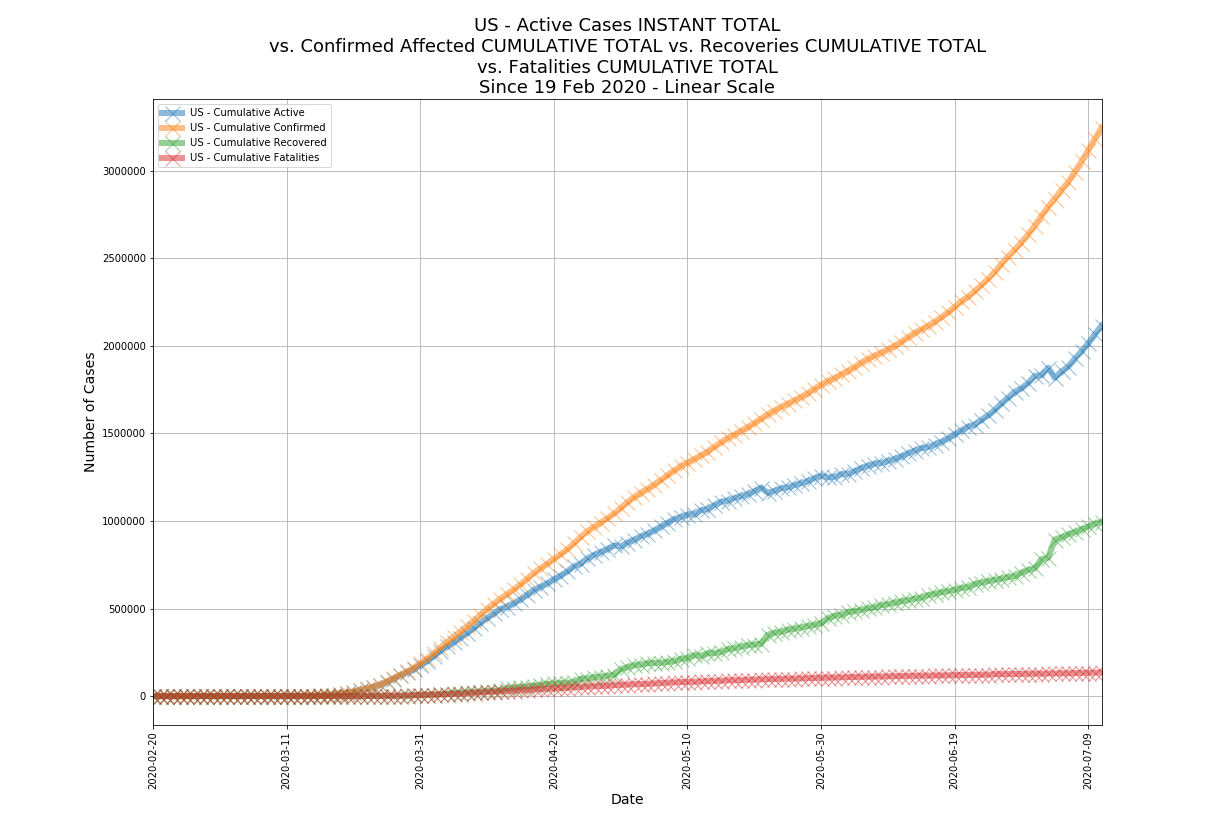 US - Active Cases INSTANT TOTAL
vs. Confirmed Affected CUMULATIVE TOTAL vs. Recoveries CUMULATIVE TOTAL
vs. Fatalities CUMULATIVE TOTAL
Since 19 Feb 2020 - Linear Scale
US - Cumulative Active
US - Cumulative Confirmed
US - Cumulative Recovered
US - Cumulative Fatalities
3000000
2500000
2000000
1500000
1000000
500000
0
Number of Cases
2020-02-20
2020-03-11
2020-03-31
2020-04-20
2020-05-10
2020-05-30
2020-06-19
2020-07-09
Date